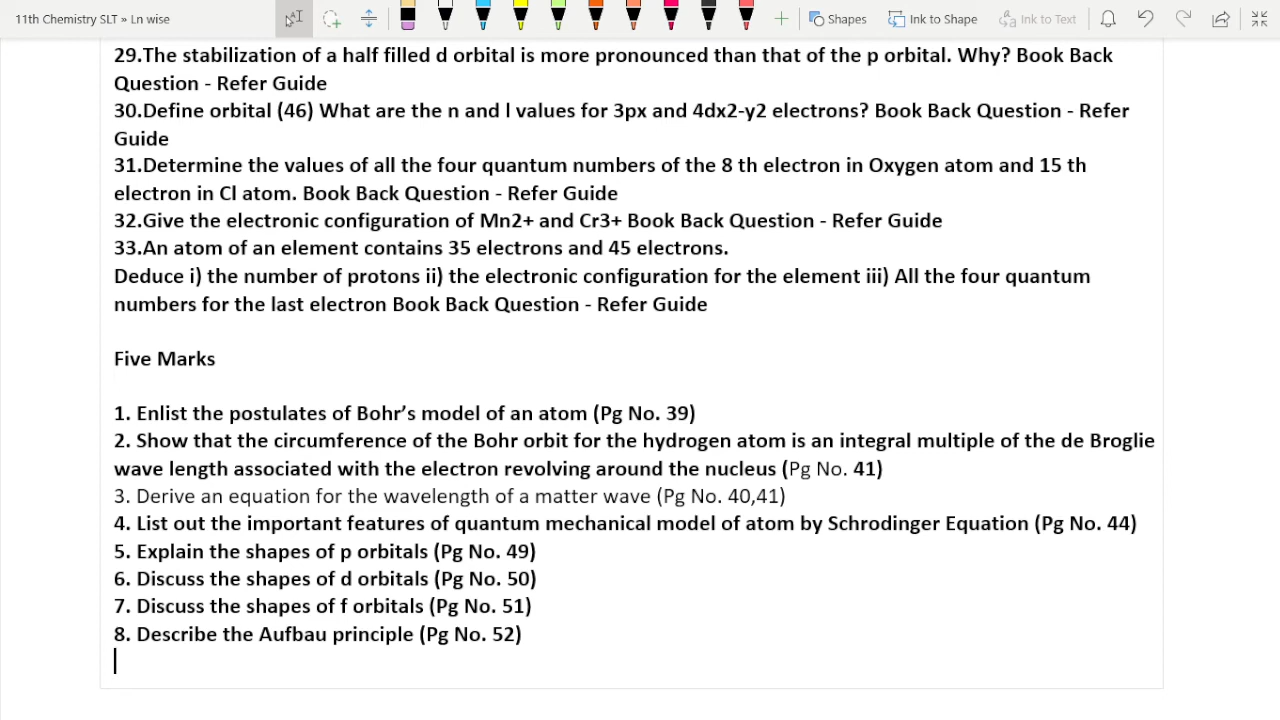 11th Chemistry SLT » Ln wise
Shapes
Ink to Shape
Ink to Text
29.The stabilization of a half filled d orbital is more pronounced than that of the p orbital. Why? Book Back
Question - Refer Guide
30.Define orbital (46) What are the n and l values for 3px and 4dx2-y2 electrons? Book Back Question - Refer
Guide
31.Determine the values of all the four quantum numbers of the 8 th electron in Oxygen atom and 15 th
electron in Cl atom. Book Back Question - Refer Guide
32.Give the electronic configuration of Mn2+ and Cr3+ Book Back Question - Refer Guide
33.An atom of an element contains 35 electrons and 45 electrons.
Deduce i) the number of protons ii) the electronic configuration for the element iii) All the four quantum
numbers for the last electron Book Back Question - Refer Guide
Five Marks
1. Enlist the postulates of Bohr’s model of an atom (Pg No. 39)
2. Show that the circumference of the Bohr orbit for the hydrogen atom is an integral multiple of the de Broglie
wave length associated with the electron revolving around the nucleus (Pg No. 41)
3. Derive an equation for the wavelength of a matter wave (Pg No. 40,41)
4. List out the important features of quantum mechanical model of atom by Schrodinger Equation (Pg No. 44)
5. Explain the shapes of p orbitals (Pg No. 49)
6. Discuss the shapes of d orbitals (Pg No. 50)
7. Discuss the shapes of f orbitals (Pg No. 51)
8. Describe the Aufbau principle (Pg No. 52)